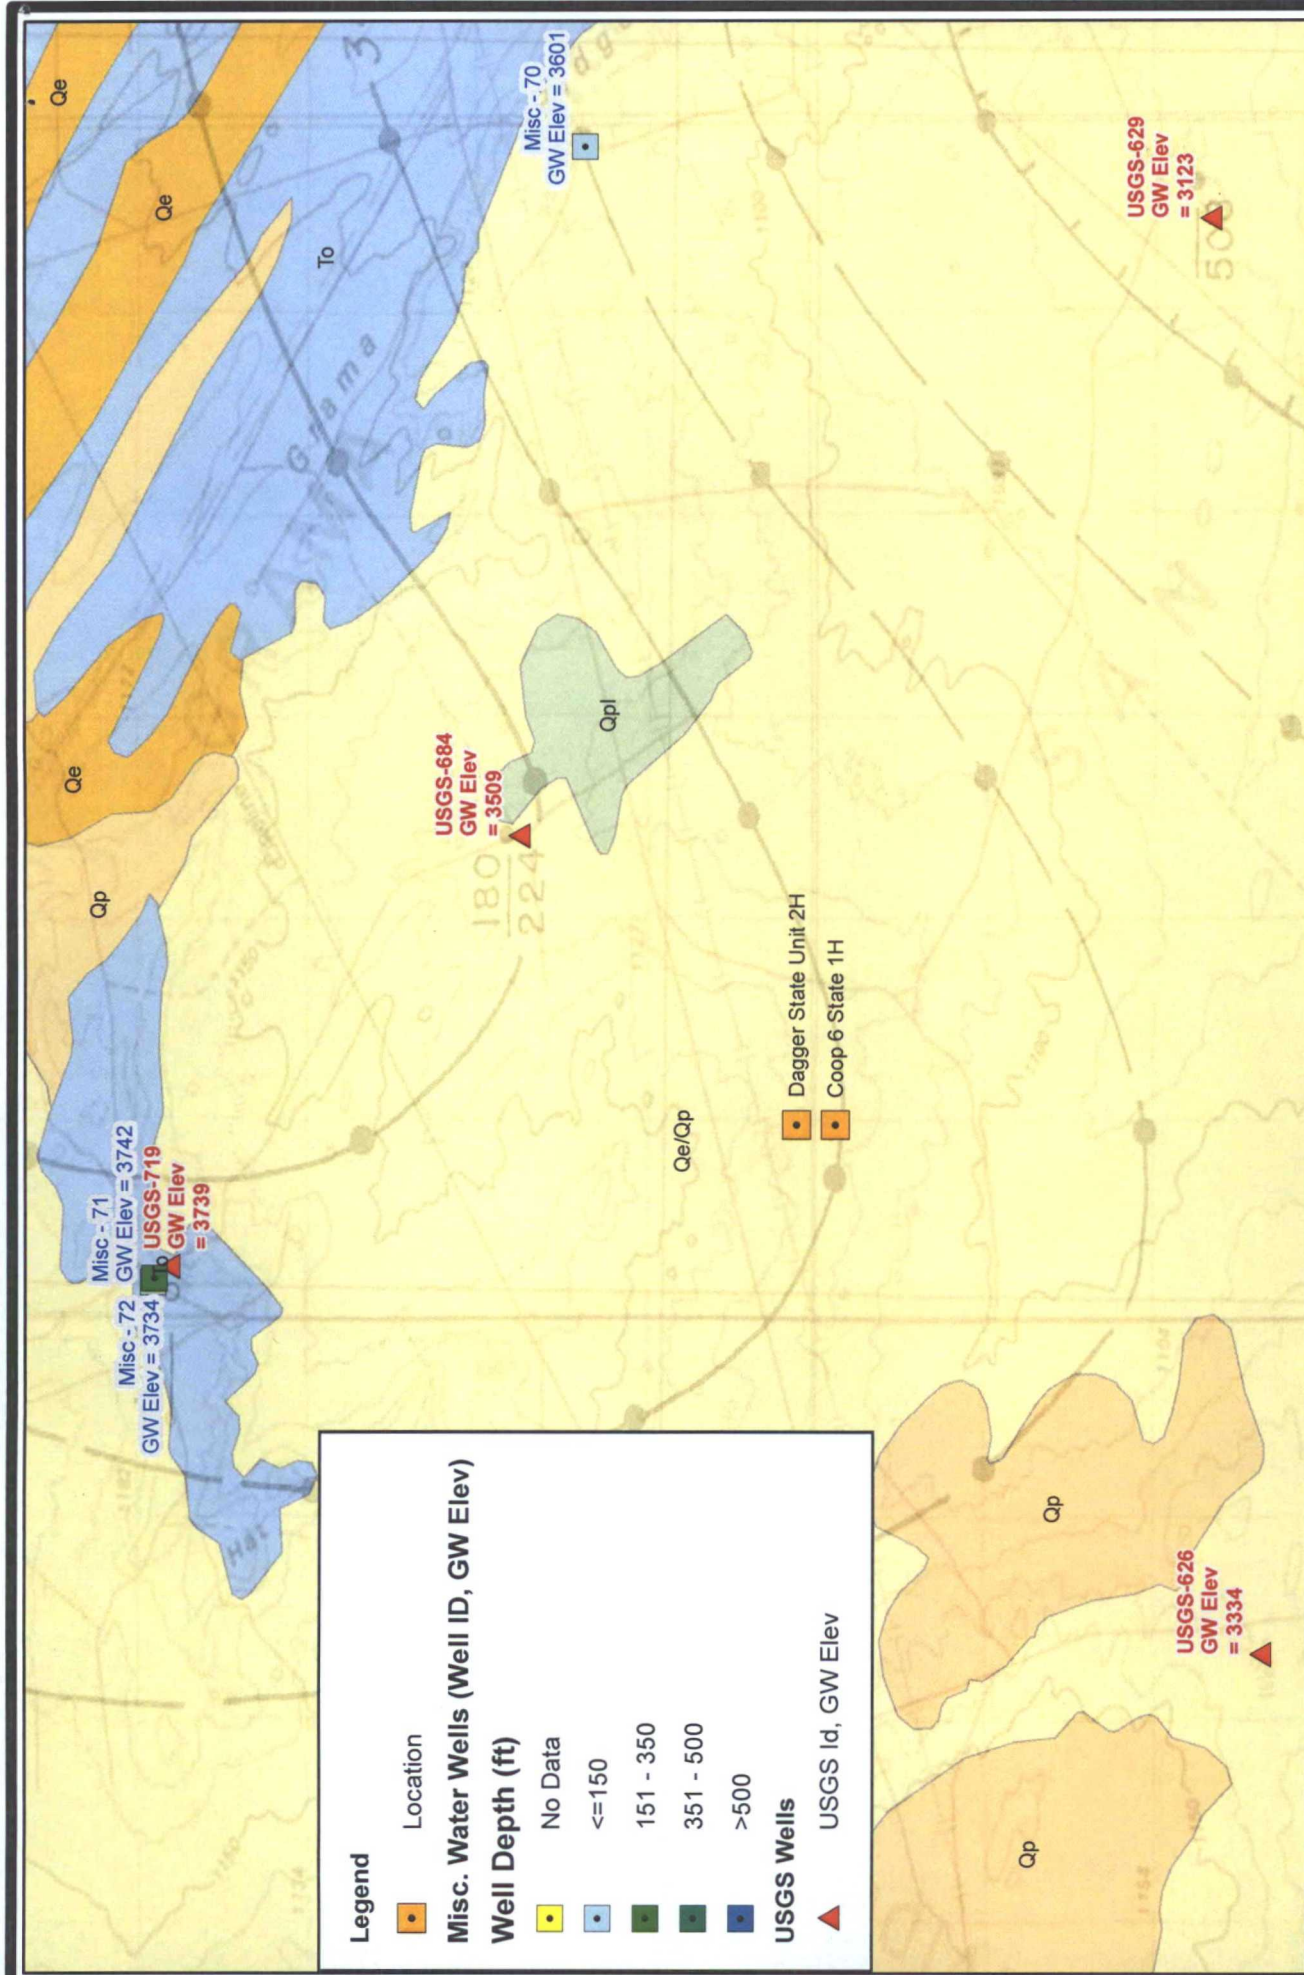 Legend
Location
Misc. Water Wells (Well ID, GW Elev)
Well Depth (ft)
No Data
<=150
151 - 350
351 - 500
>500
USGS Wells
USGS Id, GW Elev
Misc - 72
GW Elev = 3734
Misc - 71
GW Elev = 3742
USGS-719
GW Elev
= 3739
To
Qp
Qe
Qe
Qe
To
Misc - 70
GW Elev = 3601
USGS-684
GW Elev
= 3509
180
224
Qpl
Grama
Qe/Qp
Dagger State Unit 2H
Coop 6 State 1H
USGS-629
GW Elev
= 3123
508
Qp
Qp
USGS-626
GW Elev
= 3334